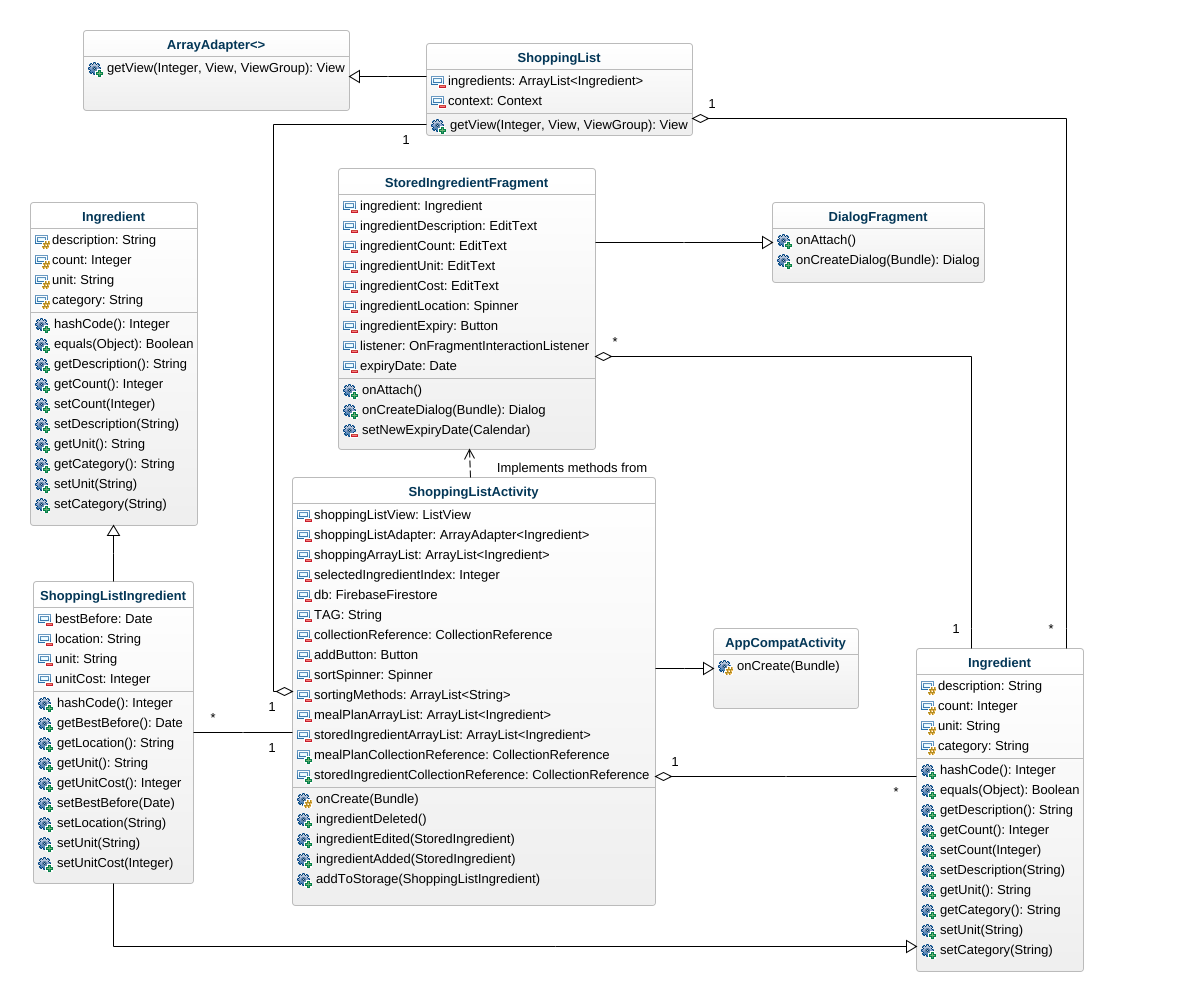 ArrayAdapter<>
getView(Integer, View, ViewGroup): View
ShoppingList
ingredients: ArrayList<Ingredient>
context: Context
getView(Integer, View, ViewGroup): View
1
1
StoredIngredientFragment
ingredient: Ingredient
ingredientDescription: EditText
ingredientCount: EditText
ingredientUnit: EditText
ingredientCost: EditText
ingredientLocation: Spinner
ingredientExpiry: Button
listener: OnFragmentInteractionListener
expiryDate: Date
onAttach()
onCreateDialog(Bundle): Dialog
setNewExpiryDate(Calendar)
*
DialogFragment
onAttach()
onCreateDialog(Bundle): Dialog
Ingredient
description: String
count: Integer
unit: String
category: String
hashCode(): Integer
equals(Object): Boolean
getDescription(): String
getCount(): Integer
setCount(Integer)
setDescription(String)
getUnit(): String
getCategory(): String
setUnit(String)
setCategory(String)
Implements methods from
ShoppingListActivity
shoppingListView: ListView
shoppingListAdapter: ArrayAdapter<Ingredient>
shoppingArrayList: ArrayList<Ingredient>
selectedIngredientIndex: Integer
db: FirebaseFirestore
TAG: String
collectionReference: CollectionReference
addButton: Button
sortSpinner: Spinner
sortingMethods: ArrayList<String>
mealPlanArrayList: ArrayList<Ingredient>
storedIngredientArrayList: ArrayList<Ingredient>
mealPlanCollectionReference: CollectionReference
storedIngredientCollectionReference: CollectionReference
onCreate(Bundle)
ingredientDeleted()
ingredientEdited(StoredIngredient)
ingredientAdded(StoredIngredient)
addToStorage(ShoppingListIngredient)
ShoppingListIngredient
bestBefore: Date
location: String
unit: String
unitCost: Integer
hashCode(): Integer
getBestBefore(): Date
getLocation(): String
getUnit(): String
getUnitCost(): Integer
setBestBefore(Date)
setLocation(String)
setUnit(String)
setUnitCost(Integer)
1
*
1
AppCompatActivity
onCreate(Bundle)
1
*
1
*
Ingredient
description: String
count: Integer
unit: String
category: String
hashCode(): Integer
equals(Object): Boolean
getDescription(): String
getCount(): Integer
setCount(Integer)
setDescription(String)
getUnit(): String
getCategory(): String
setUnit(String)
setCategory(String)